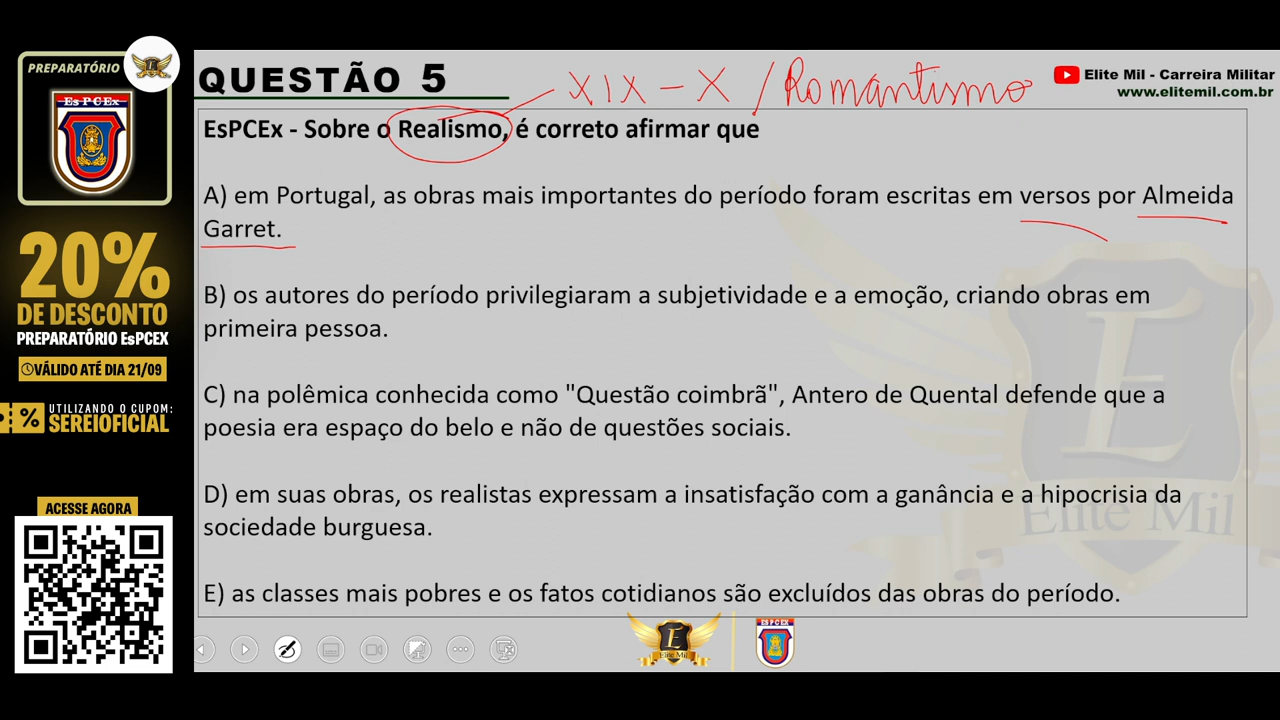 PREPARATÓRIO
EsPCEx
20%
DE DESCONTO
PREPARATÓRIO EsPCEX
VÁLIDO ATÉ DIA 21/09
% UTILIZANDO O CUPOM:
SEREIOFICIAL
ACESSE AGORA
QUESTÃO 5
XIX - X / Romantismo
Elite Mil - Carreira Militar
www.elitemil.com.br
EsPCEx - Sobre o Realismo, é correto afirmar que
A) em Portugal, as obras mais importantes do período foram escritas em versos por Almeida
Garret.
B) os autores do período privilegiaram a subjetividade e a emoção, criando obras em
primeira pessoa.
C) na polêmica conhecida como "Questão coimbrã", Antero de Quental defende que a
poesia era espaço do belo e não de questões sociais.
D) em suas obras, os realistas expressam a insatisfação com a ganância e a hipocrisia da
sociedade burguesa.
E) as classes mais pobres e os fatos cotidianos são excluídos das obras do período.
E
Elite Mil
E
Elite Mil
EsPCEx